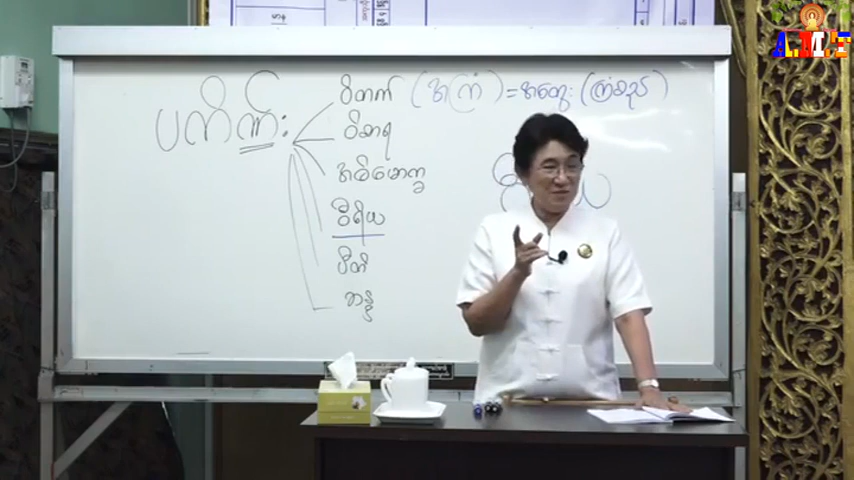 A.M.T
ပကိဏ်း
ဝိတက် (အကြံ) = အတွေး (ကြံစည်)
ဝိစာရ
အဓိမောက္ခ
ဝီရိယ
ပီတိ
ဆန္ဒ